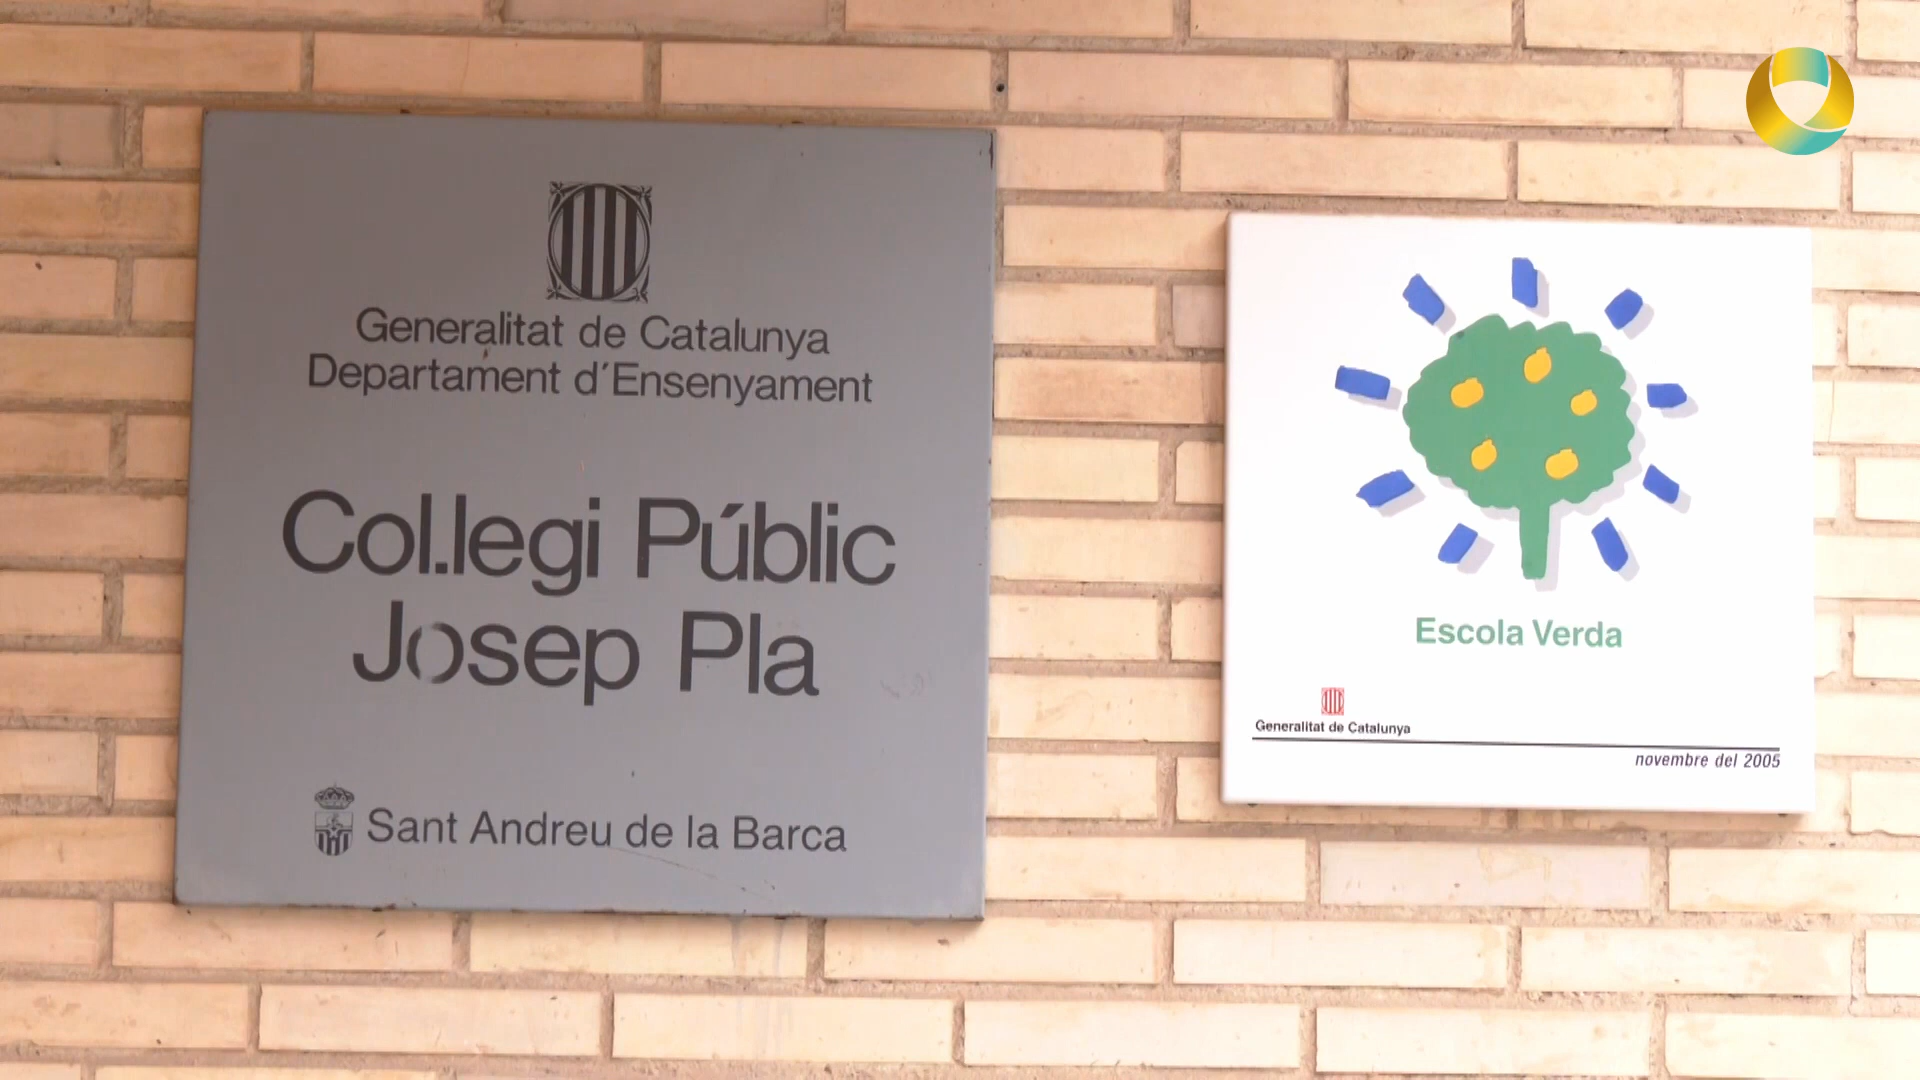 Generalitat de Catalunya
Departament d'Ensenyament
Col.legi Públic
Josep Pla
Sant Andreu de la Barca
Escola Verda
Generalitat de Catalunya
novembre del 2005